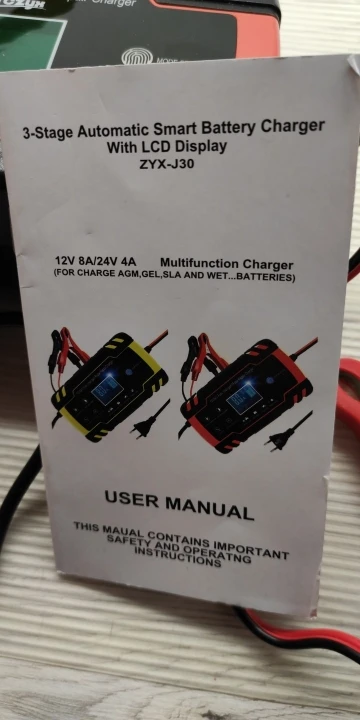 Charger
3-Stage Automatic Smart Battery Charger
With LCD Display
ZYX-J30
12V 8A/24V 4A Multifunction Charger
(FOR CHARGE AGM,GEL,SLA AND WET...BATTERIES)
USER MANUAL
THIS MAUAL CONTAINS IMPORTANT
SAFETY AND OPERATNG
INSTRUCTIONS